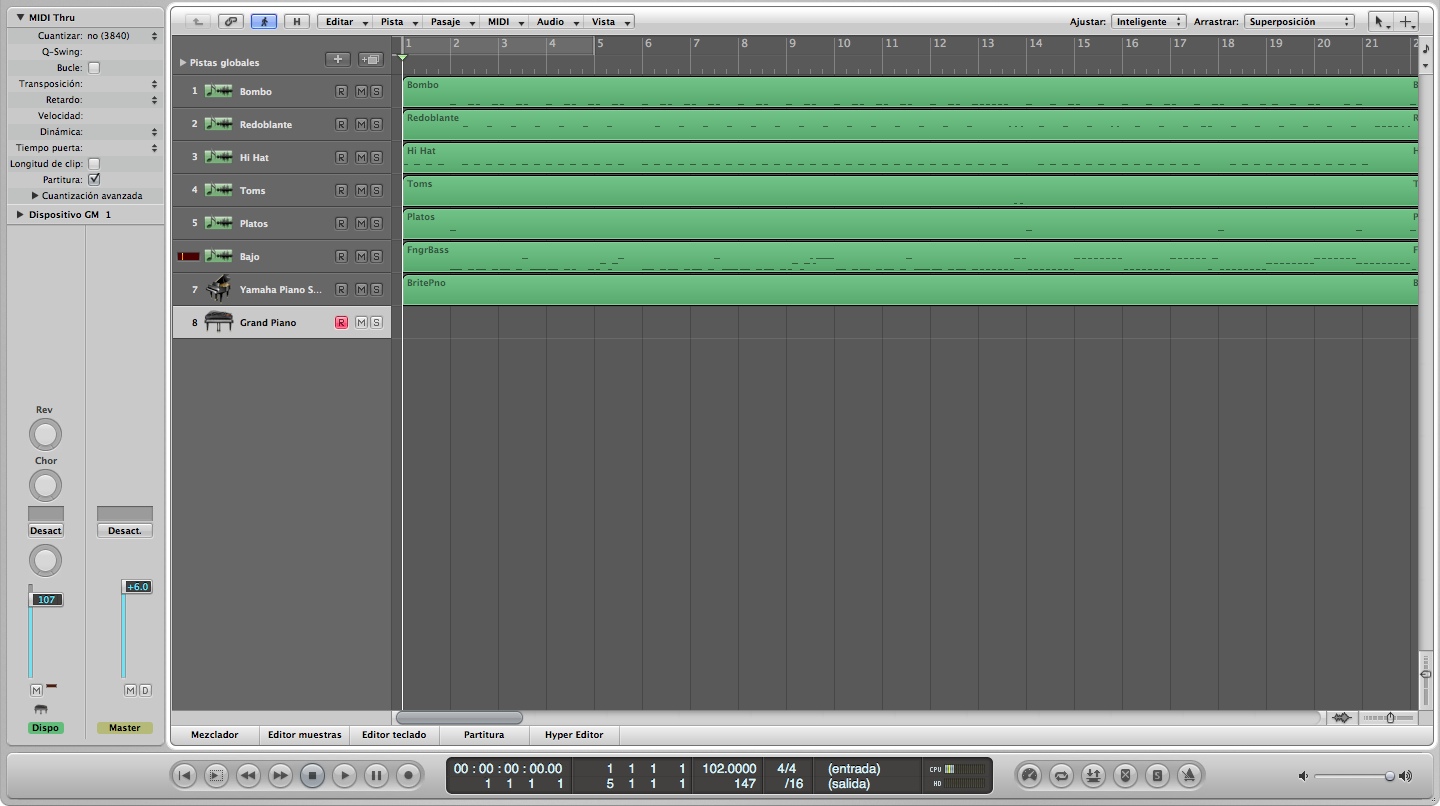 MIDI Thru
Cuantizar: no (3840)
Q-Swing:
Bucle:
Transposición:
Retardo:
Velocidad:
Dinámica:
Tiempo puerta:
Longitud de clip:
Partitura:
Cuantización avanzada
Dispositivo GM 1
Rev
Chor
Desact
Desact.
107
+6.0
M
M D
Dispo
Master
H
Editar Pista Pasaje MIDI Audio Vista
Ajustar: Inteligente Arrastrar: Superposición
Pistas globales
1 2 3 4 5 6 7 8 9 10 11 12 13 14 15 16 17 18 19 20 21 2
1 Bombo R M S
Bombo B
2 Redoblante R M S
Redoblante R
3 Hi Hat R M S
Hi Hat H
4 Toms R M S
Toms T
5 Platos R M S
Platos P
Bajo R M S
FngrBass F
7 Yamaha Piano S... R M S
BritePno B
8 Grand Piano R M S
Mezclador Editor muestras Editor teclado Partitura Hyper Editor
00 : 00 : 00 : 00.00 1 1 1 1 102.0000 4/4 (entrada) CPU
1 1 1 1 5 1 1 1 147 /16 (salida) HD
S